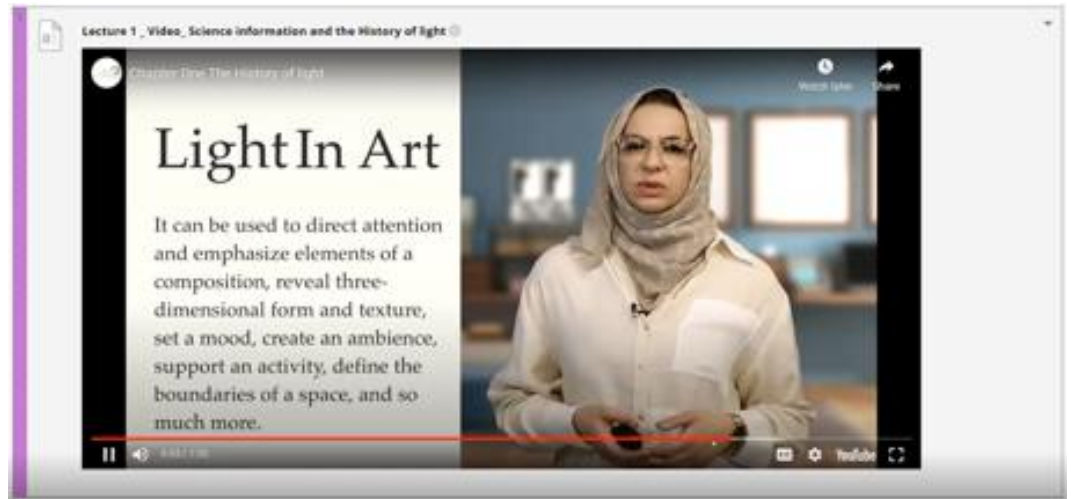 Lecture 1 _ Video_ Science information and the History of light
Chapter One The History of light
Watch later
Share
Light In Art
It can be used to direct attention
and emphasize elements of a
composition, reveal three-
dimensional form and texture,
set a mood, create an ambience,
support an activity, define the
boundaries of a space, and so
much more.
YouTube